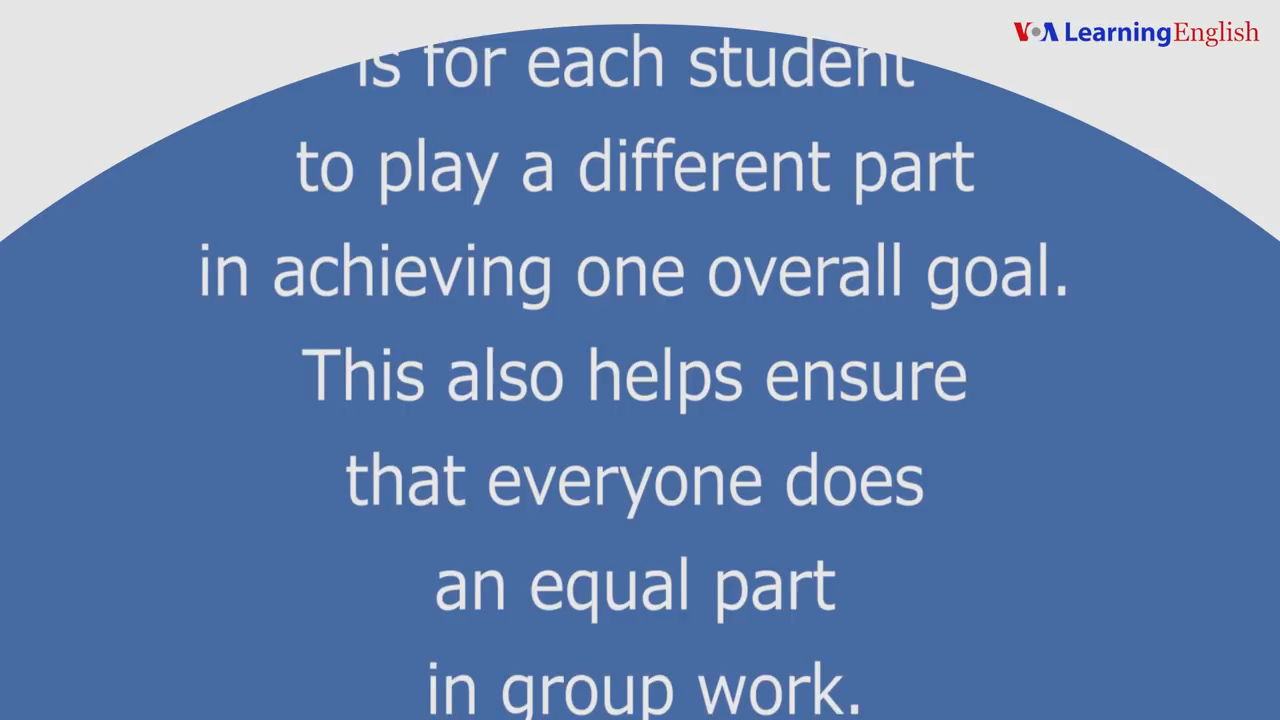 VOA LearningEnglish
is for each student
to play a different part
in achieving one overall goal.
This also helps ensure
that everyone does
an equal part
in group work.